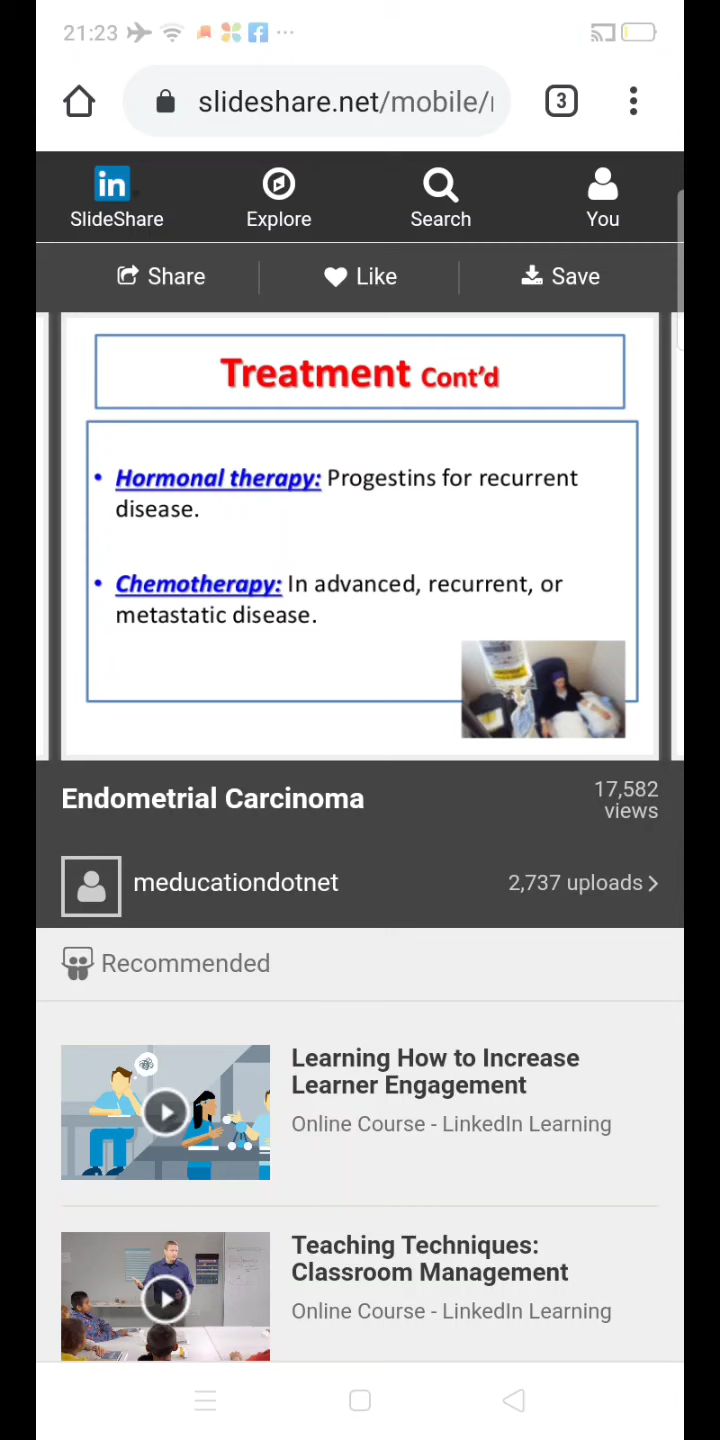 21:23
slideshare.net/mobile/
3
in
SlideShare
Explore
Search
You
Share
Like
Save
Treatment Cont'd
• Hormonal therapy: Progestins for recurrent
disease.
• Chemotherapy: In advanced, recurrent, or
metastatic disease.
Endometrial Carcinoma
17,582
views
meducationdotnet
2,737 uploads
Recommended
Learning How to Increase
Learner Engagement
Online Course - LinkedIn Learning
Teaching Techniques:
Classroom Management
Online Course - LinkedIn Learning